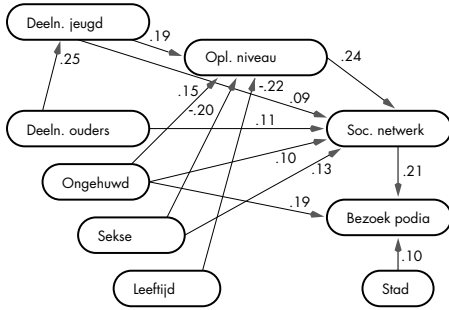 Deeln. jeugd
.19
Opl. niveau
.24
.25
.15
-.22
-.20
.09
Deeln. ouders
.11
Soc. netwerk
.10
.13
Ongehuwd
.21
.19
Bezoek podia
Sekse
.10
Leeftijd
Stad